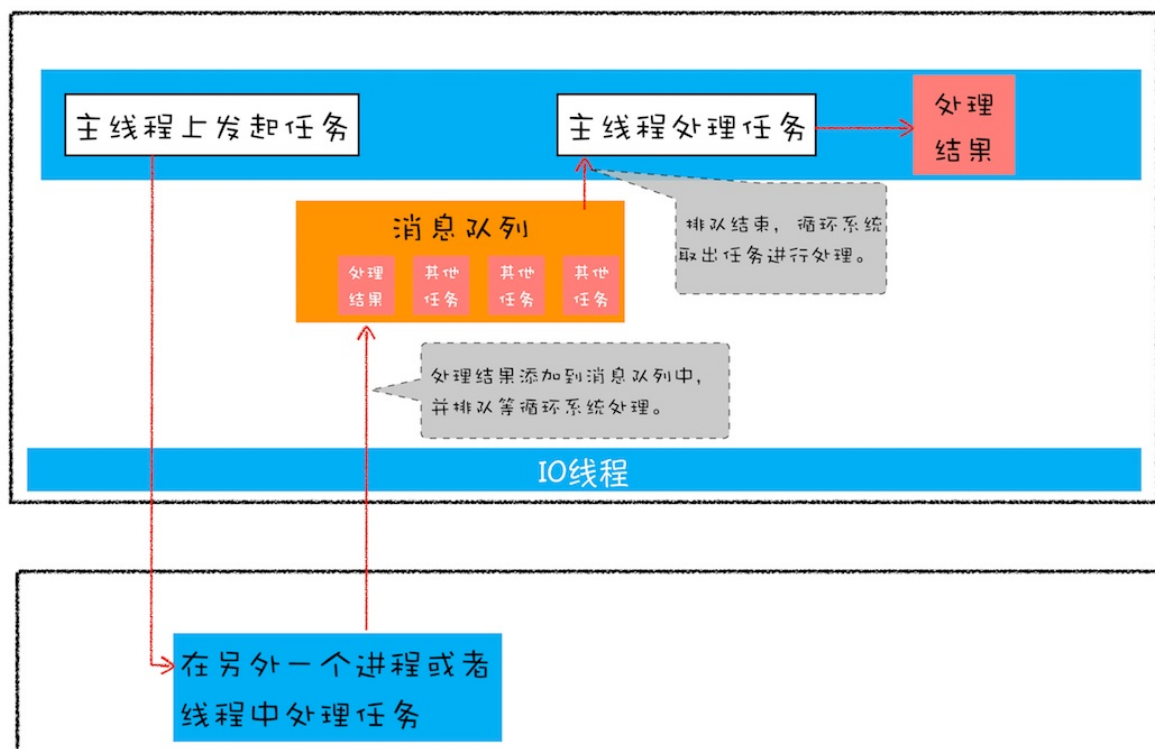 主线程上发起任务
主线程处理任务
处理
结果
消息队列
处理
结果
其他
任务
其他
任务
其他
任务
排队结束，循环系统
取出任务进行处理。
处理结果添加到消息队列中，
并排队等循环系统处理。
IO线程
在另外一个进程或者
线程中处理任务